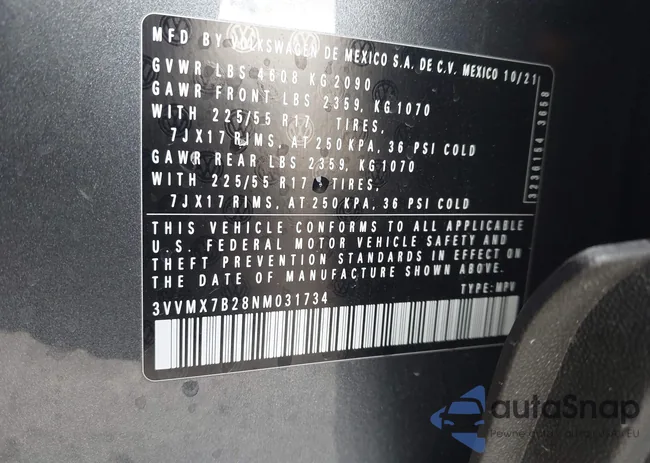 MFD BY VOLKSWAGEN DE MEXICO S.A. DE C.V. MEXICO 10/21
GVWR LBS 4608 KG 2090
GAWR FRONT LBS 2359, KG 1070
WITH 225/55 R17 TIRES,
7JX17 RIMS, AT 250 KPA, 36 PSI COLD
GAWR REAR LBS 2359, KG 1070
WITH 225/55 R17 TIRES,
7JX17 RIMS, AT 250 KPA, 36 PSI COLD
3230154 3058
THIS VEHICLE CONFORMS TO ALL APPLICABLE
U.S. FEDERAL MOTOR VEHICLE SAFETY AND
THEFT PREVENTION STANDARDS IN EFFECT ON
THE DATE OF MANUFACTURE SHOWN ABOVE.
3VVMX7B28NM031734 TYPE: MPV
autoSnap
Pewne auto